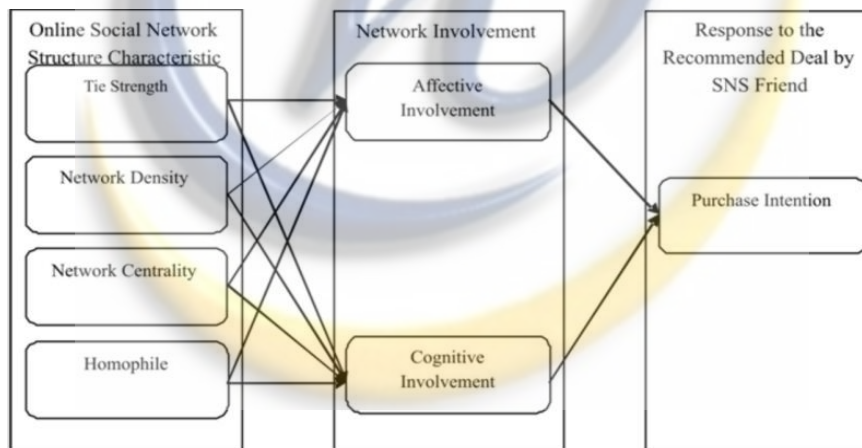 Online Social Network
Structure Characteristic
Tie Strength
Network Density
Network Centrality
Homophile
Network Involvement
Affective
Involvement
Cognitive
Involvement
Response to the
Recommended Deal by
SNS Friend
Purchase Intention